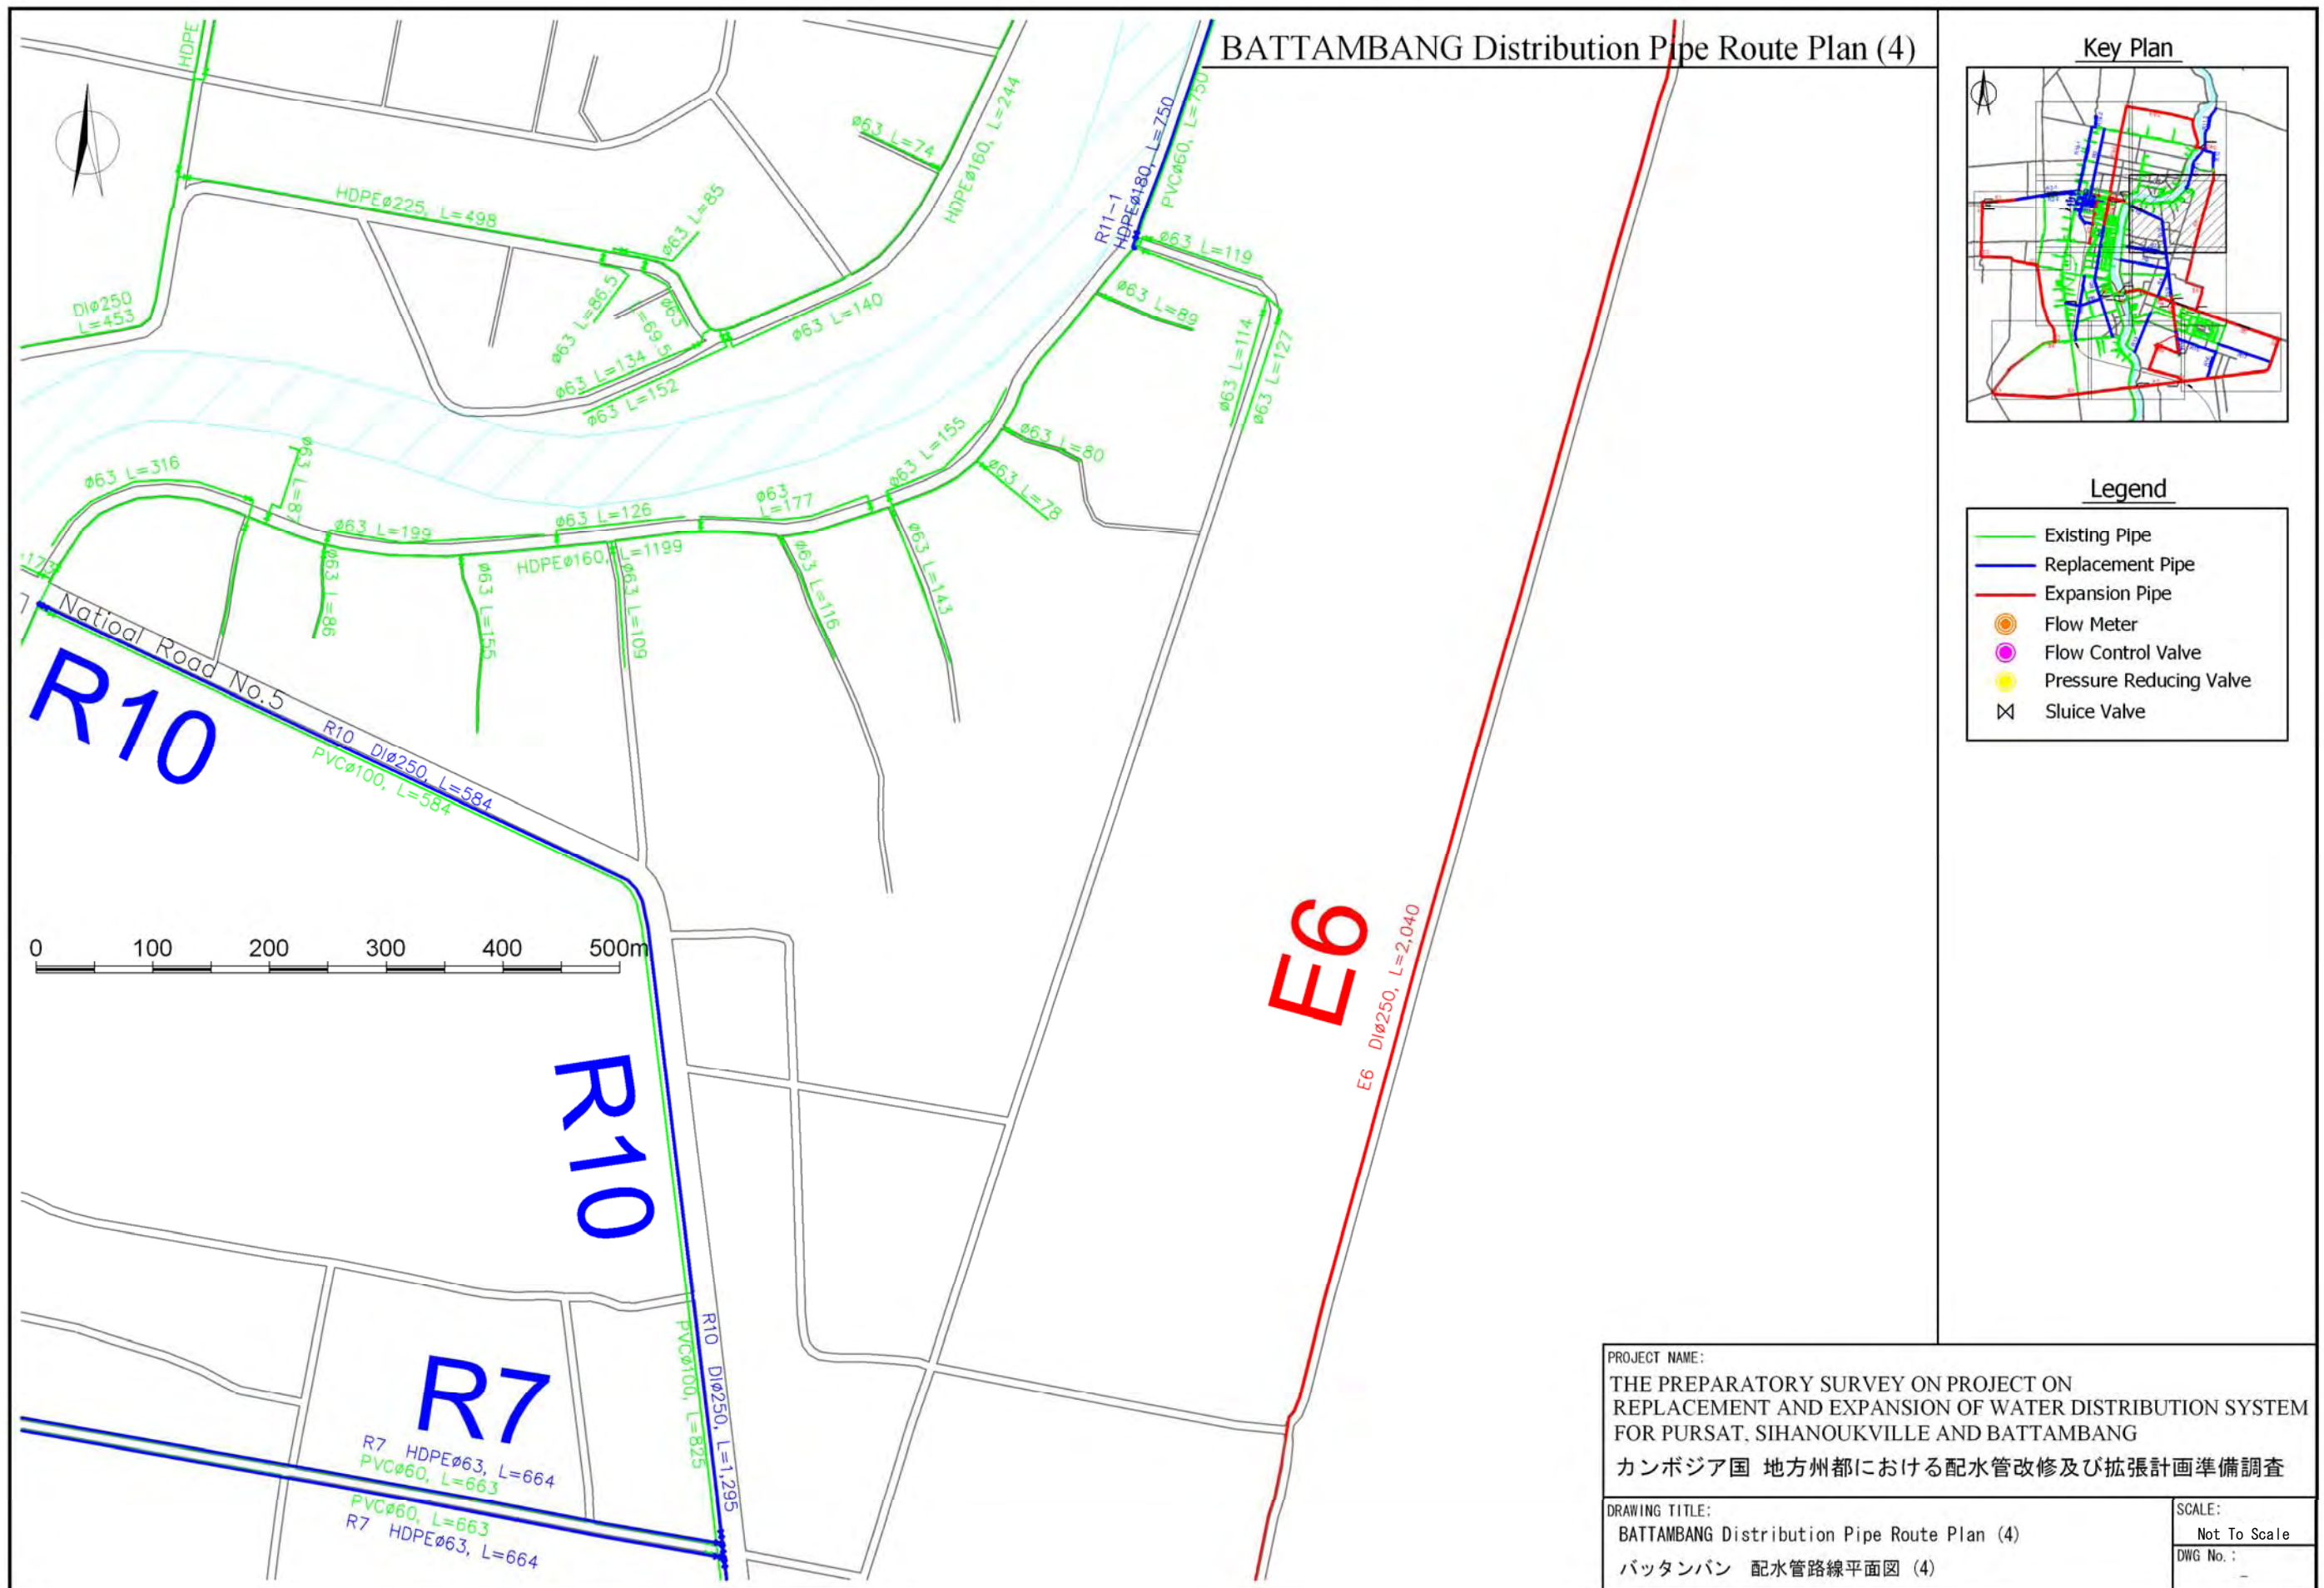 BATTAMBANG Distribution Pipe Route Plan (4)
Key Plan
Legend
Existing Pipe
Replacement Pipe
Expansion Pipe
Flow Meter
Flow Control Valve
Pressure Reducing Valve
Sluice Valve
HDPE
HDPEø225, L=498
DIø250
L=453
ø63 L=74
HDPEø160, L=244
ø63 L=85
ø63 L=86.5
ø63
L=69.5
ø63 L=134
ø63 L=152
ø63 L=140
R11-1
HDPEø180, L=750
PVCø60, L=750
ø63 L=119
ø63 L=89
ø63 L=114
ø63 L=127
ø63 L=155
ø63 L=80
ø63 L=78
ø63 L=316
ø63 L=87
ø63 L=199
ø63 L=126
ø63
L=177
HDPEø160, L=1199
ø63 L=86
ø63 L=155
ø63 L=109
ø63 L=116
ø63 L=143
Natioal Road No.5
R10
R10 DIø250, L=584
PVCø100, L=584
0 100 200 300 400 500m
R10
E6
E6 DIø250, L=2,040
R10 DIø250, L=1,295
PVCø100, L=825
R7
R7 HDPEø63, L=664
PVCø60, L=663
PVCø60, L=663
R7 HDPEø63, L=664
PROJECT NAME:
THE PREPARATORY SURVEY ON PROJECT ON
REPLACEMENT AND EXPANSION OF WATER DISTRIBUTION SYSTEM
FOR PURSAT, SIHANOUKVILLE AND BATTAMBANG
カンボジア国 地方州都における配水管改修及び拡張計画準備調査
DRAWING TITLE:
BATTAMBANG Distribution Pipe Route Plan (4)
バッタンバン 配水管路線平面図 (4)
SCALE:
Not To Scale
DWG No.:
–